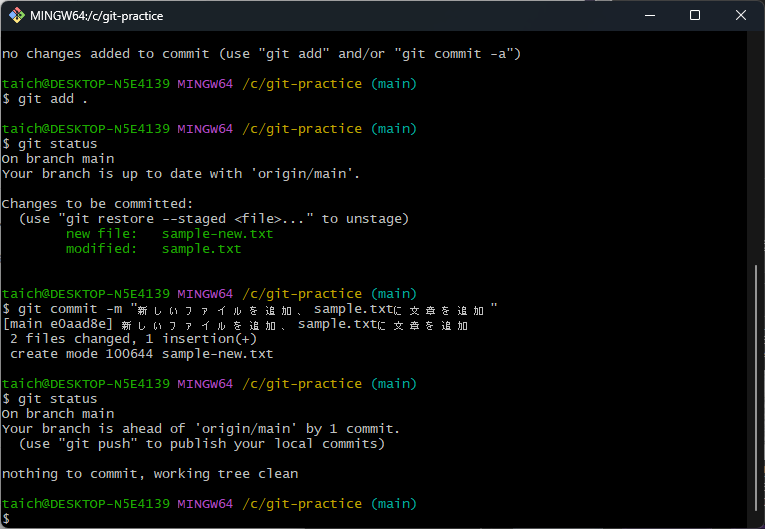 MINGW64:/c/git-practice
no changes added to commit (use "git add" and/or "git commit -a")
taich@DESKTOP-N5E4139 MINGW64 /c/git-practice (main)
$ git add .
taich@DESKTOP-N5E4139 MINGW64 /c/git-practice (main)
$ git status
On branch main
Your branch is up to date with 'origin/main'.
Changes to be committed:
  (use "git restore --staged <file>..." to unstage)
        new file:   sample-new.txt
        modified:   sample.txt
taich@DESKTOP-N5E4139 MINGW64 /c/git-practice (main)
$ git commit -m "新しいファイルを追加、sample.txtに文章を追加"
[main e0aad8e] 新しいファイルを追加、sample.txtに文章を追加
 2 files changed, 1 insertion(+)
 create mode 100644 sample-new.txt
taich@DESKTOP-N5E4139 MINGW64 /c/git-practice (main)
$ git status
On branch main
Your branch is ahead of 'origin/main' by 1 commit.
  (use "git push" to publish your local commits)
nothing to commit, working tree clean
taich@DESKTOP-N5E4139 MINGW64 /c/git-practice (main)
$